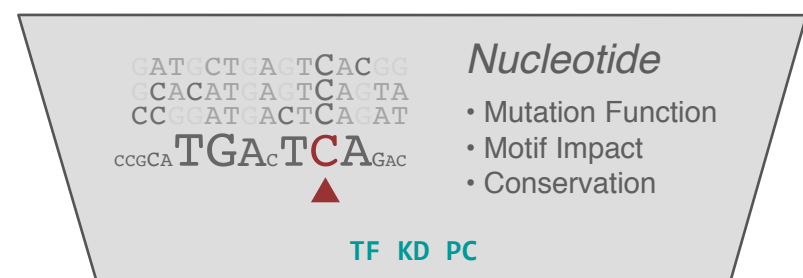 GATGCTGAGTCACGG
GCACATGAGTCAGTA
CCGGATGACTCAGAT
CCGCATGACTCAGAC
Nucleotide
• Mutation Function
• Motif Impact
• Conservation
TF KD PC